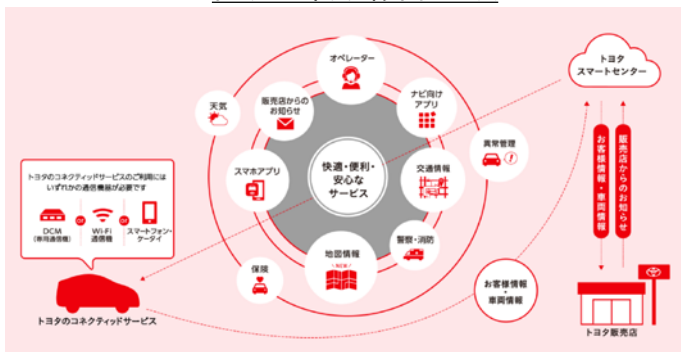 オペレーター
トヨタ
スマートセンター
天気
販売店からの
お知らせ
ナビ向け
アプリ
異常管理
トヨタのコネクティッドサービスのご利用には
いずれかの通信機器が必要です
DCM
(専用通信機)
or
Wi-Fi
通信機
or
スマートフォン・
ケータイ
スマホアプリ
快適・便利・
安心な
サービス
交通情報
お客様情報・車両情報
販売店からのお知らせ
地図情報
NEW
警察・消防
保険
お客様情報
・
車両情報
トヨタのコネクティッドサービス
トヨタ販売店